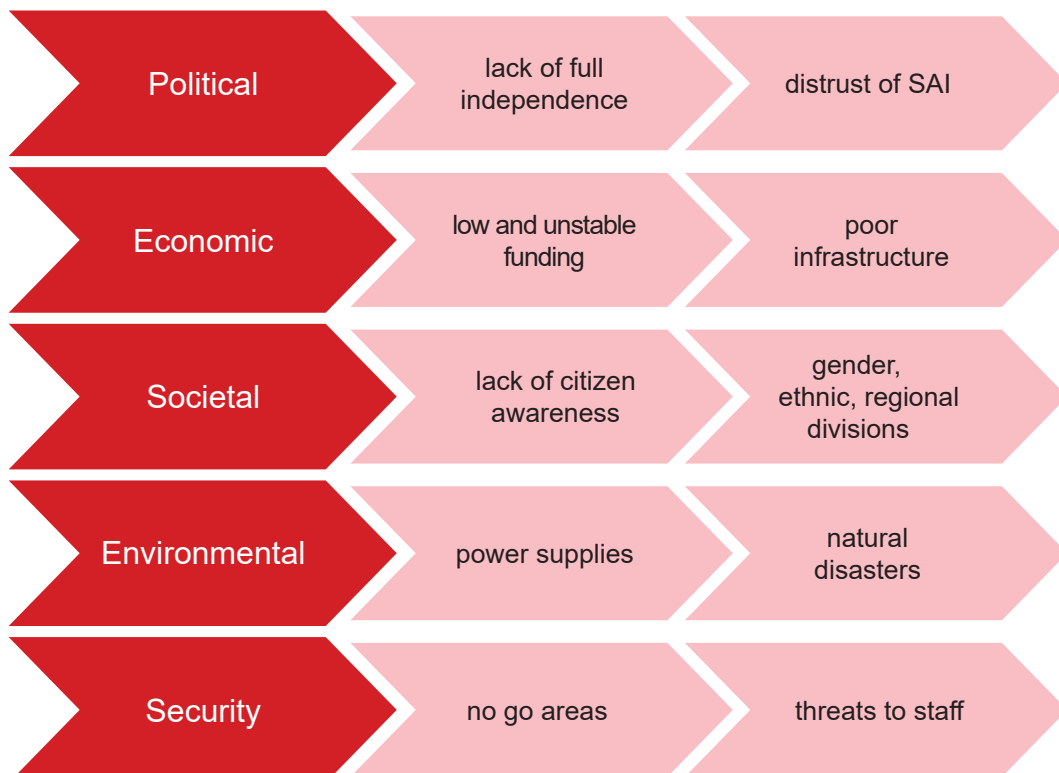 Political
lack of full
independence
distrust of SAI
Economic
low and unstable
funding
poor
infrastructure
Societal
lack of citizen
awareness
gender,
ethnic, regional
divisions
Environmental
power supplies
natural
disasters
Security
no go areas
threats to staff